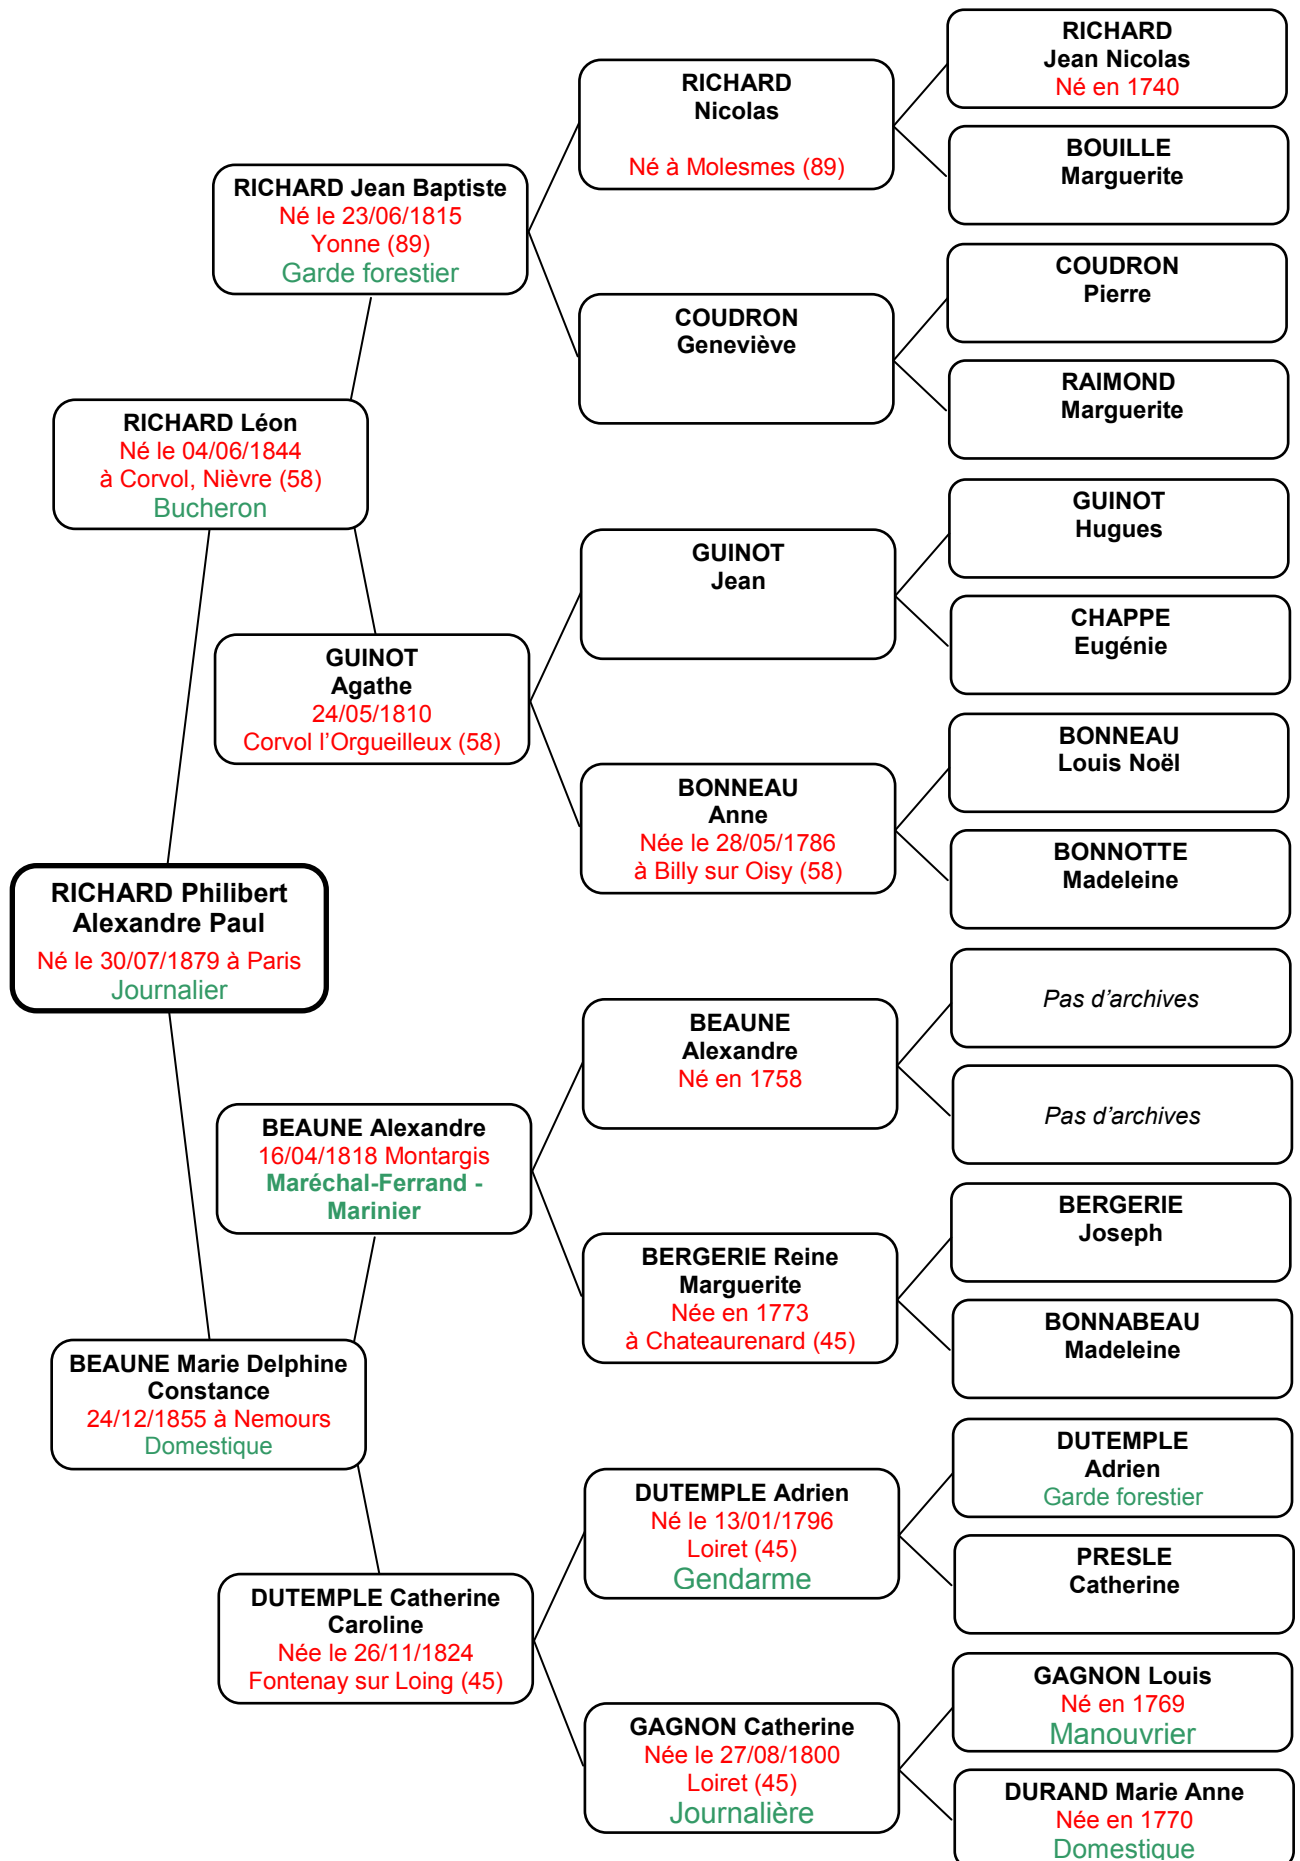 RICHARD
Jean Nicolas
Né en 1740
RICHARD
Nicolas
Né à Molesmes (89)
BOUILLE
Marguerite
RICHARD Jean Baptiste
Né le 23/06/1815
Yonne (89)
Garde forestier
COUDRON
Pierre
COUDRON
Geneviève
RAIMOND
Marguerite
RICHARD Léon
Né le 04/06/1844
à Corvol, Nièvre (58)
Bucheron
GUINOT
Hugues
GUINOT
Jean
CHAPPE
Eugénie
GUINOT
Agathe
24/05/1810
Corvol l’Orgueilleux (58)
BONNEAU
Louis Noël
BONNEAU
Anne
Née le 28/05/1786
à Billy sur Oisy (58)
BONNOTTE
Madeleine
RICHARD Philibert
Alexandre Paul
Né le 30/07/1879 à Paris
Journalier
Pas d’archives
BEAUNE
Alexandre
Né en 1758
Pas d’archives
BEAUNE Alexandre
16/04/1818 Montargis
Maréchal-Ferrand -
Marinier
BERGERIE
Joseph
BERGERIE Reine
Marguerite
Née en 1773
à Chateaurenard (45)
BONNABEAU
Madeleine
BEAUNE Marie Delphine
Constance
24/12/1855 à Nemours
Domestique
DUTEMPLE
Adrien
Garde forestier
DUTEMPLE Adrien
Né le 13/01/1796
Loiret (45)
Gendarme
PRESLE
Catherine
DUTEMPLE Catherine
Caroline
Née le 26/11/1824
Fontenay sur Loing (45)
GAGNON Louis
Né en 1769
Manouvrier
GAGNON Catherine
Née le 27/08/1800
Loiret (45)
Journalière
DURAND Marie Anne
Née en 1770
Domestique